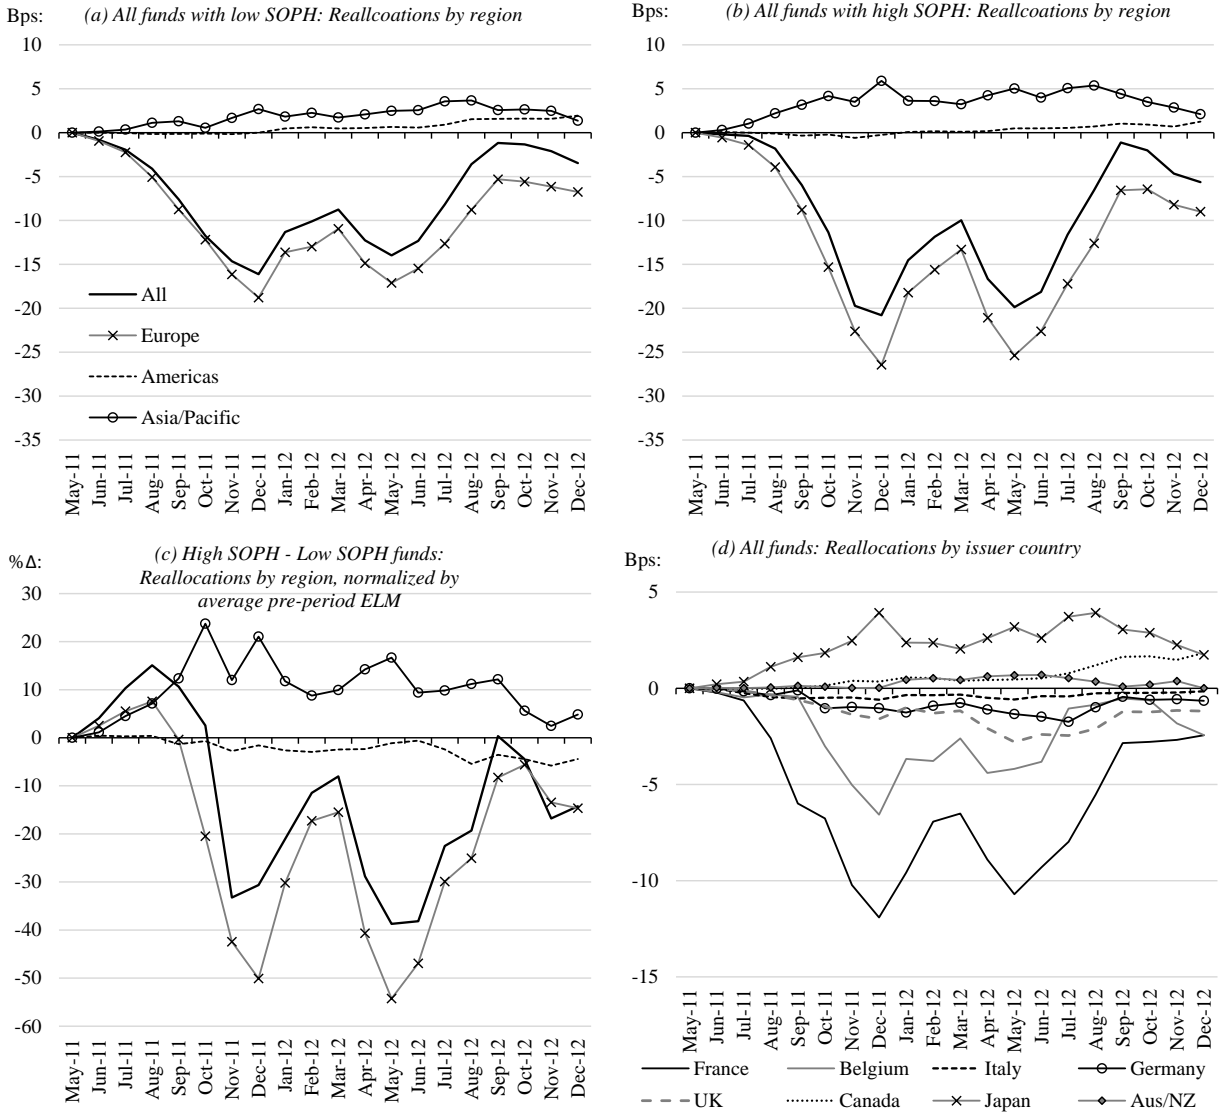 Bps:
(a) All funds with low SOPH: Reallcoations by region
10
5
0
-5
-10
-15
-20
-25
-30
-35
All
Europe
Americas
Asia/Pacific
May-11
Jun-11
Jul-11
Aug-11
Sep-11
Oct-11
Nov-11
Dec-11
Jan-12
Feb-12
Mar-12
Apr-12
May-12
Jun-12
Jul-12
Aug-12
Sep-12
Oct-12
Nov-12
Dec-12
Bps:
(b) All funds with high SOPH: Reallcoations by region
10
5
0
-5
-10
-15
-20
-25
-30
-35
May-11
Jun-11
Jul-11
Aug-11
Sep-11
Oct-11
Nov-11
Dec-11
Jan-12
Feb-12
Mar-12
Apr-12
May-12
Jun-12
Jul-12
Aug-12
Sep-12
Oct-12
Nov-12
Dec-12
%Δ:
(c) High SOPH - Low SOPH funds:
Reallocations by region, normalized by
average pre-period ELM
30
20
10
0
-10
-20
-30
-40
-50
-60
May-11
Jun-11
Jul-11
Aug-11
Sep-11
Oct-11
Nov-11
Dec-11
Jan-12
Feb-12
Mar-12
Apr-12
May-12
Jun-12
Jul-12
Aug-12
Sep-12
Oct-12
Nov-12
Dec-12
Bps:
(d) All funds: Reallocations by issuer country
5
0
-5
-10
-15
May-11
Jun-11
Jul-11
Aug-11
Sep-11
Oct-11
Nov-11
Dec-11
Jan-12
Feb-12
Mar-12
Apr-12
May-12
Jun-12
Jul-12
Aug-12
Sep-12
Oct-12
Nov-12
Dec-12
France Belgium Italy Germany
UK Canada Japan Aus/NZ